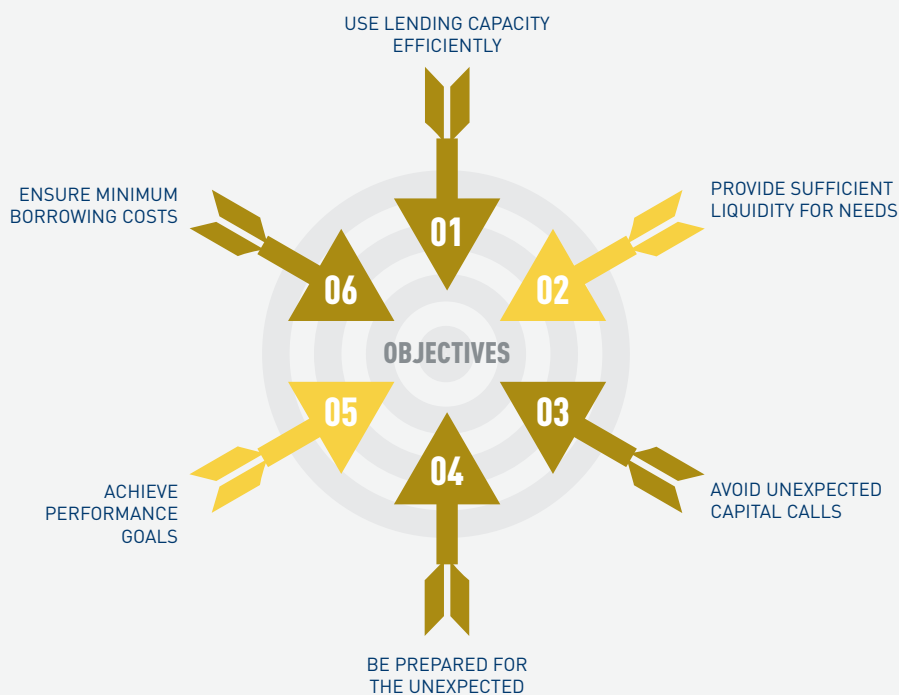 USE LENDING CAPACITY
EFFICIENTLY
01
PROVIDE SUFFICIENT
LIQUIDITY FOR NEEDS
02
AVOID UNEXPECTED
CAPITAL CALLS
03
BE PREPARED FOR
THE UNEXPECTED
04
ACHIEVE
PERFORMANCE
GOALS
05
ENSURE MINIMUM
BORROWING COSTS
06
OBJECTIVES